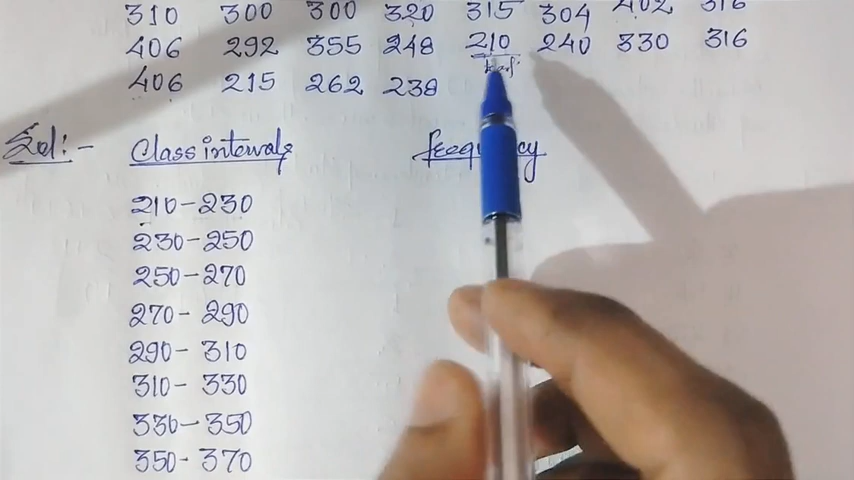 310 300 300 320 315 304 402 316
406 292 355 248 210 240 330 316
406 215 262 238
Sol:- Class intervals
210-230
230-250
250-270
270-290
290-310
310-330
330-350
350-370